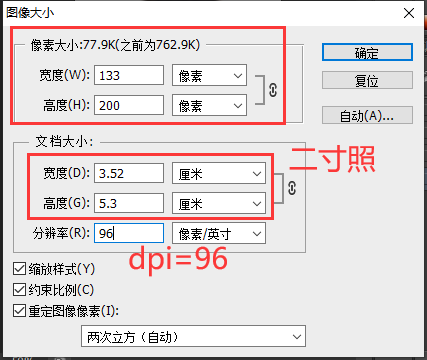 图像大小
像素大小:77.9K(之前为762.9K)
宽度(W): 133 像素
高度(H): 200 像素
确定
复位
自动(A)...
文档大小:
二寸照
宽度(D): 3.52 厘米
高度(G): 5.3 厘米
分辨率(R): 96 像素/英寸
dpi=96
缩放样式(Y)
约束比例(C)
重定图像像素(I):
两次立方（自动）